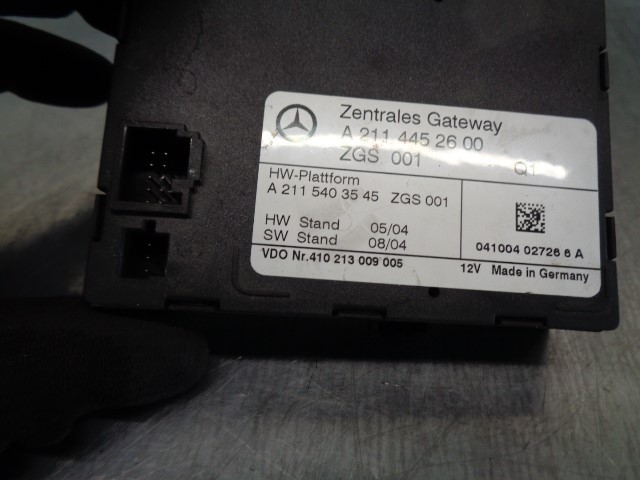 Zentrales Gateway
A 211 445 26 00
ZGS 001 Q1
HW-Plattform
A 211 540 35 45 ZGS 001
HW Stand 05/04
SW Stand 08/04
041004 02726 6 A
VDO Nr.410 213 009 005 12V Made in Germany